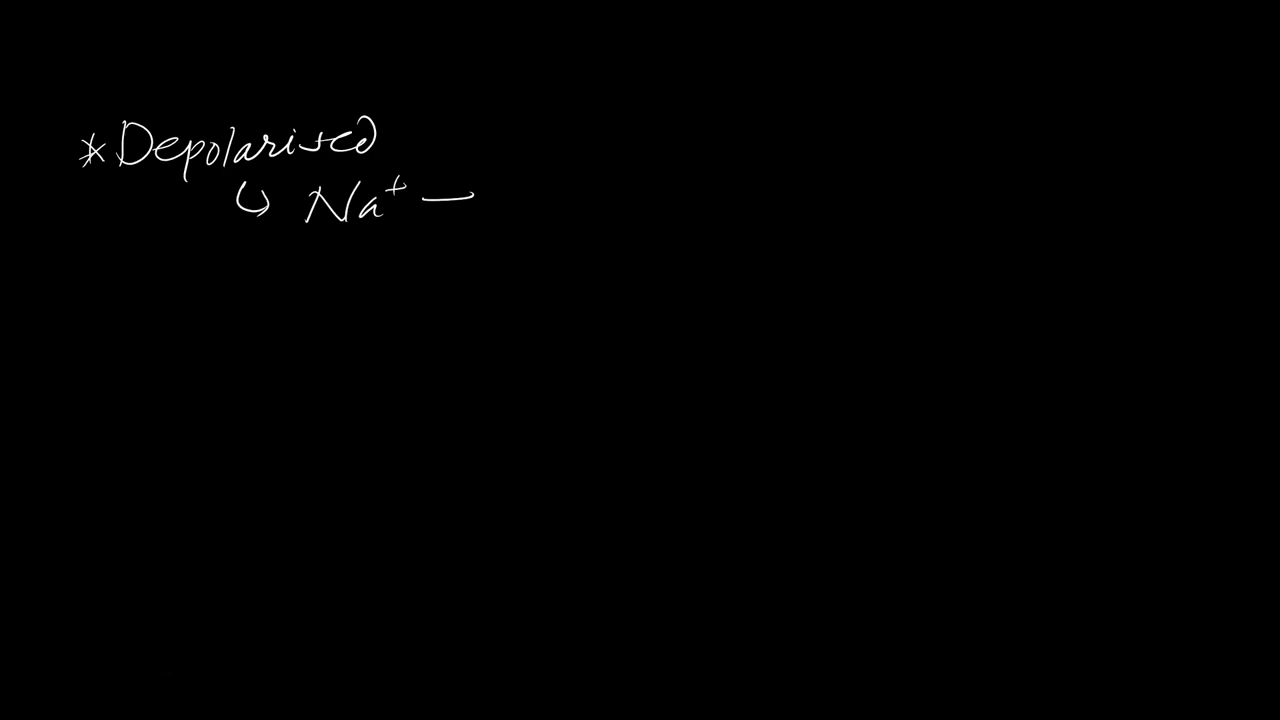 * Depolarised
↳ Na⁺ —